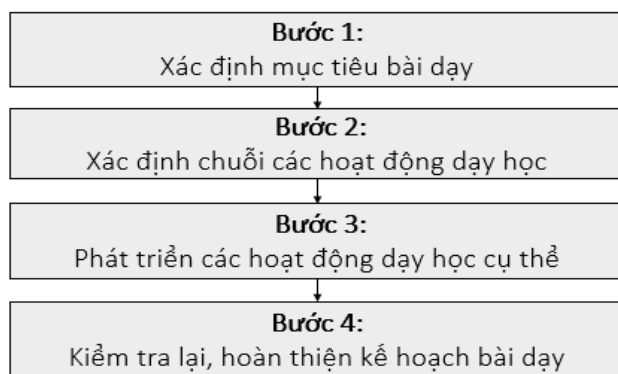 Bước 1:
Xác định mục tiêu bài dạy
Bước 2:
Xác định chuỗi các hoạt động dạy học
Bước 3:
Phát triển các hoạt động dạy học cụ thể
Bước 4:
Kiểm tra lại, hoàn thiện kế hoạch bài dạy